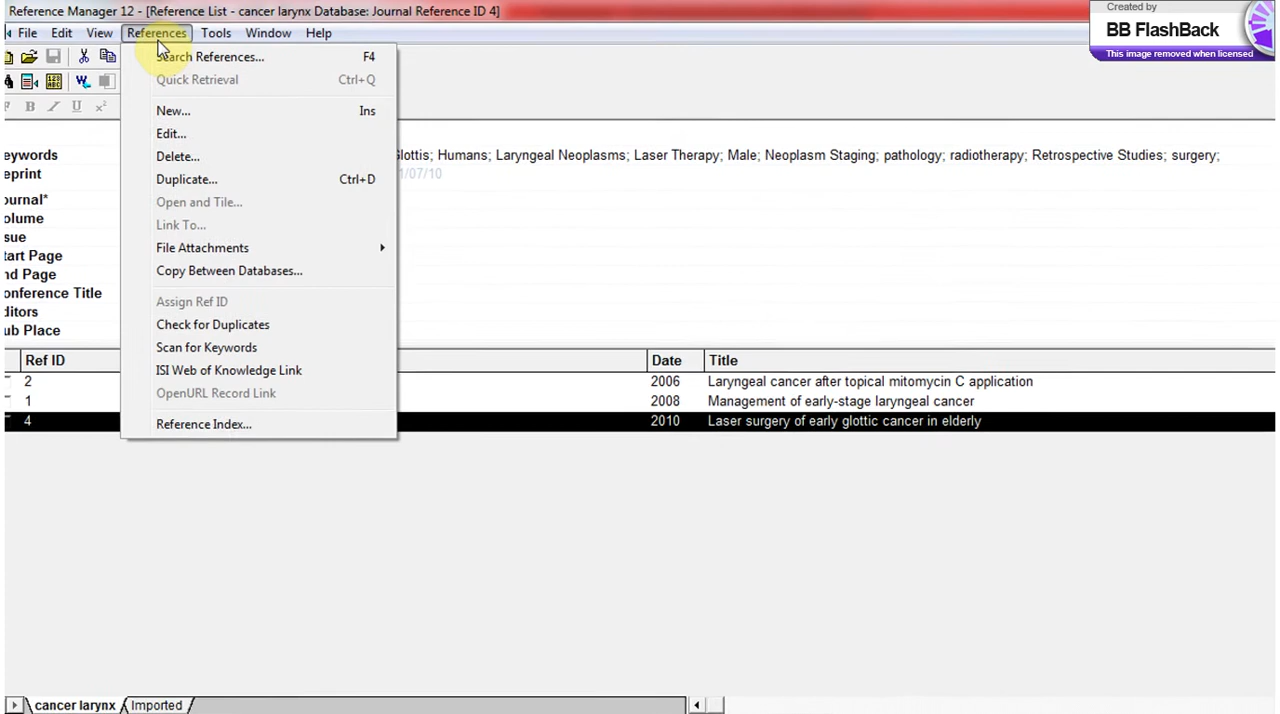 Reference Manager 12 - [Reference List - cancer larynx Database: Journal Reference ID 4]
Created by
BB FlashBack
This image removed when licensed
File Edit View References Tools Window Help
Search References... F4
Quick Retrieval Ctrl+Q
New... Ins
Edit...
Delete...
Duplicate... Ctrl+D
Open and Tile...
Link To...
File Attachments
Copy Between Databases...
Assign Ref ID
Check for Duplicates
Scan for Keywords
ISI Web of Knowledge Link
OpenURL Record Link
Reference Index...
B I U x²
eywords Glottis; Humans; Laryngeal Neoplasms; Laser Therapy; Male; Neoplasm Staging; pathology; radiotherapy; Retrospective Studies; surgery;
eprint 1/07/10
ournal*
olume
sue
tart Page
nd Page
onference Title
ditors
ub Place
Ref ID Date Title
2 2006 Laryngeal cancer after topical mitomycin C application
1 2008 Management of early-stage laryngeal cancer
4 2010 Laser surgery of early glottic cancer in elderly
cancer larynx Imported